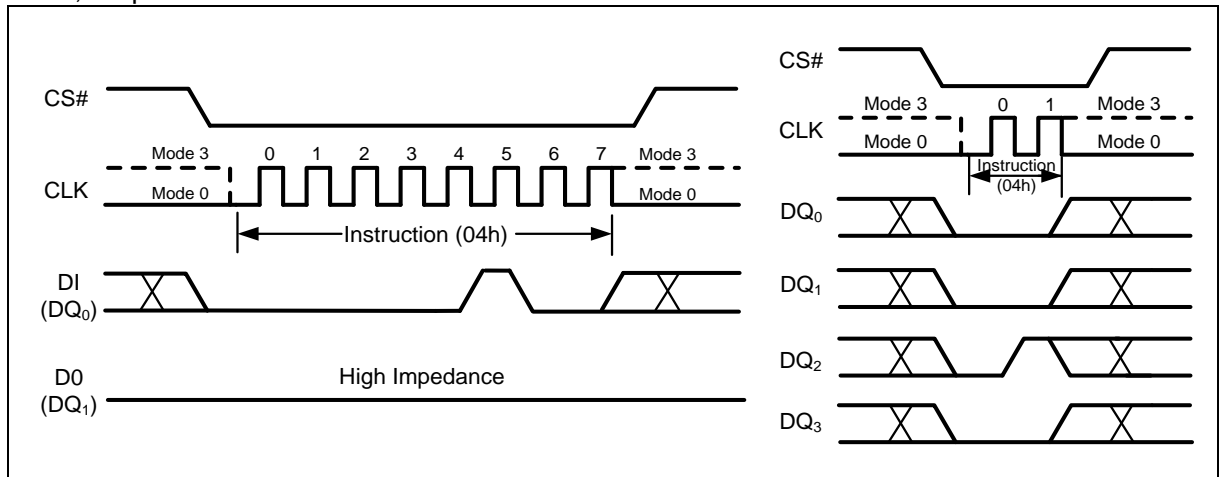 CS#
Mode 3 0 1 2 3 4 5 6 7 Mode 3
CLK
Mode 0 Mode 0
Instruction (04h)
DI
(DQ0)
D0
(DQ1)
High Impedance
CS#
Mode 3 0 1 Mode 3
CLK
Mode 0 Mode 0
Instruction
(04h)
DQ0
DQ1
DQ2
DQ3